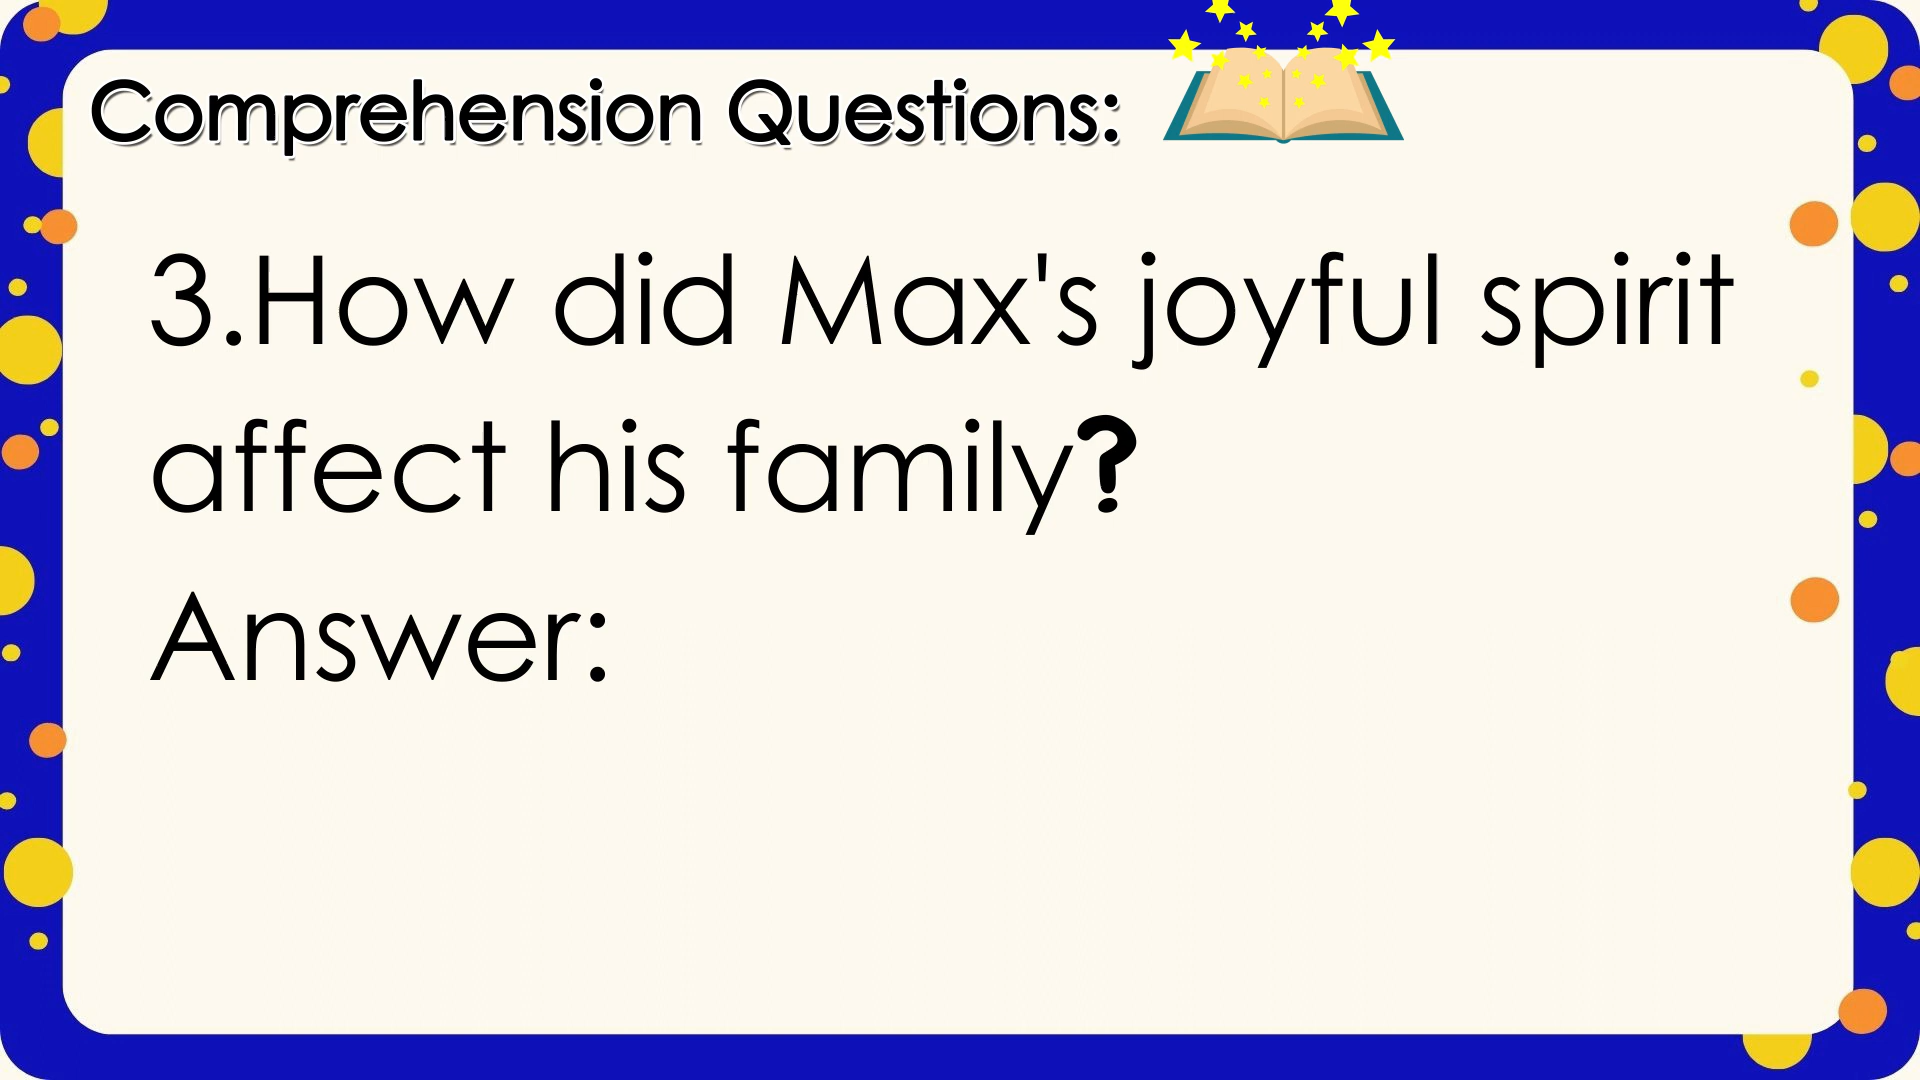 Comprehension Questions:
3.How did Max's joyful spirit
affect his family?
Answer: